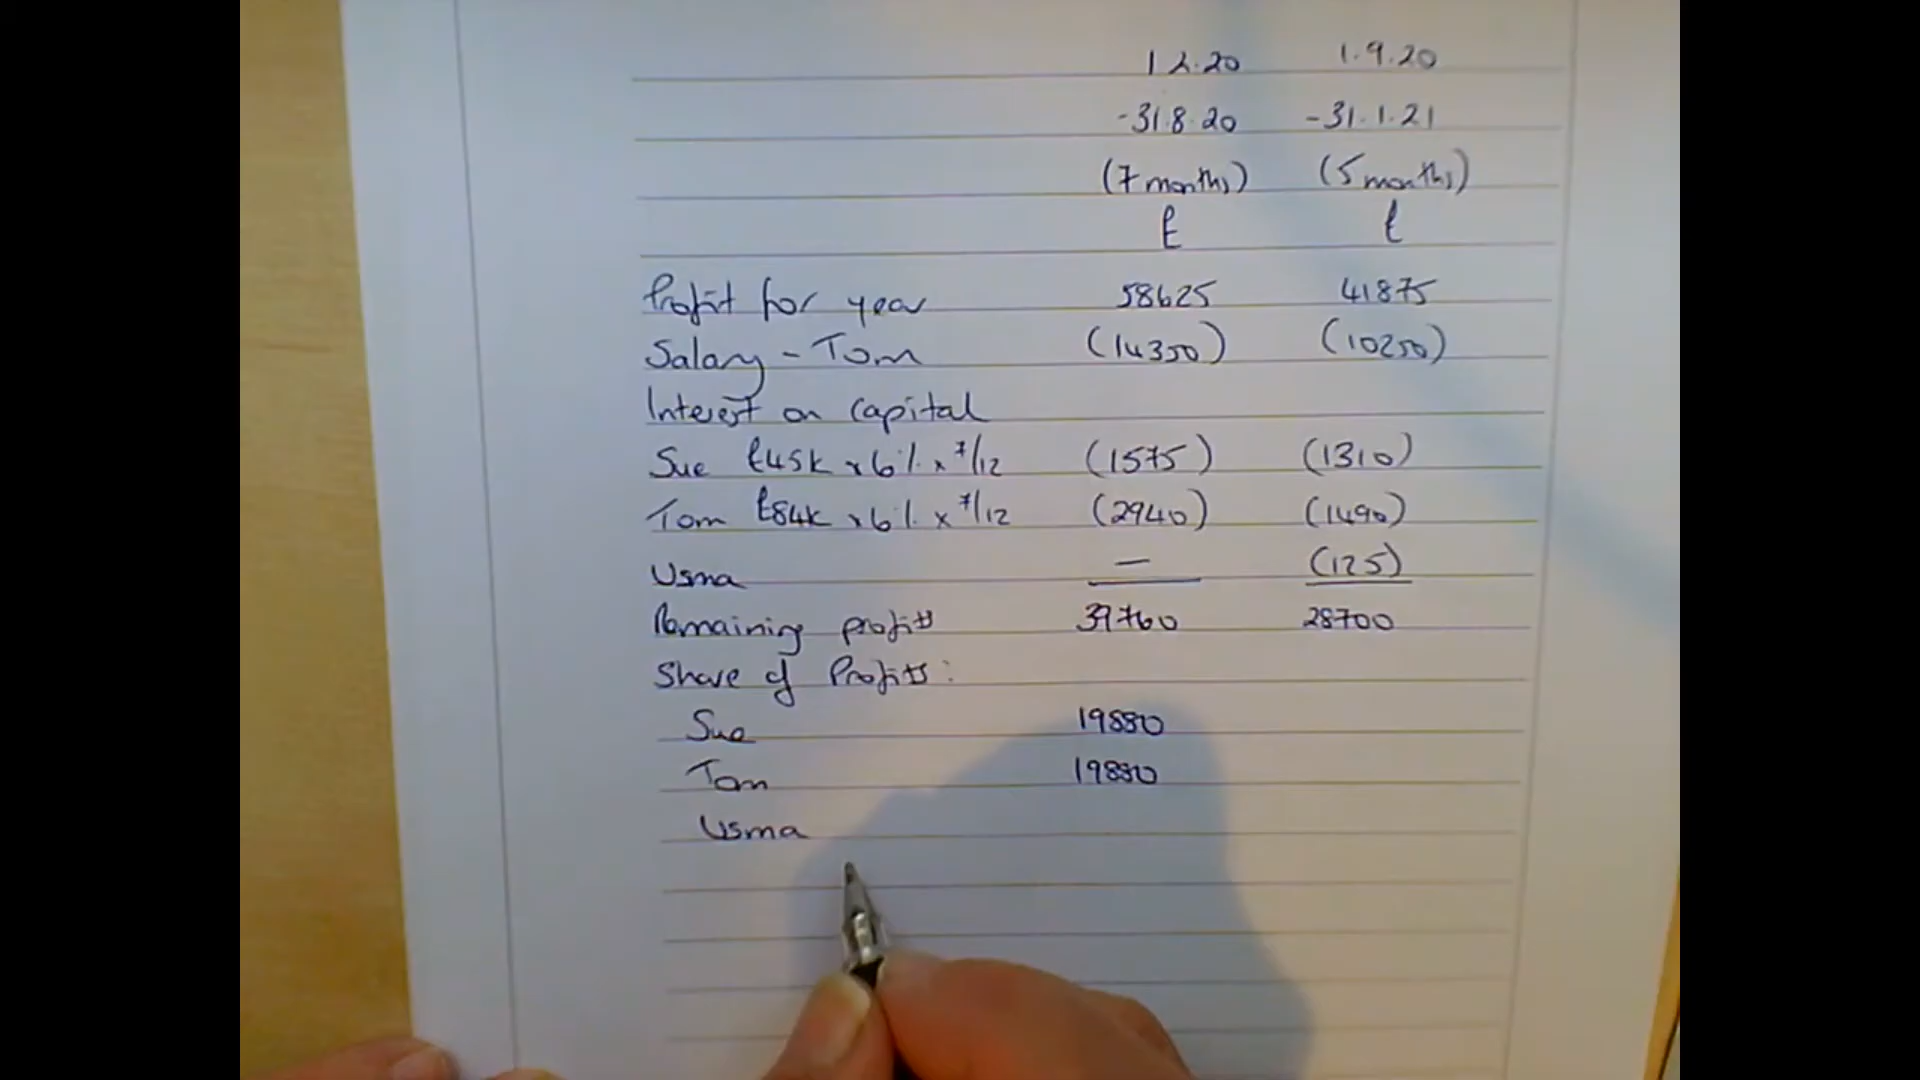 1.2.20 1.9.20
-31.8.20 -31.1.21
(7 months) (5 months)
£ £
Profit for year 58625 41875
Salary - Tom (14350) (10250)
Interest on capital
Sue £45k x 6% x 7/12 (1575) (1310)
Tom £84k x 6% x 7/12 (2940) (1490)
Usma — (125)
Remaining profits 39760 28700
Share of Profits:
Sue 19880
Tom 19880
Usma